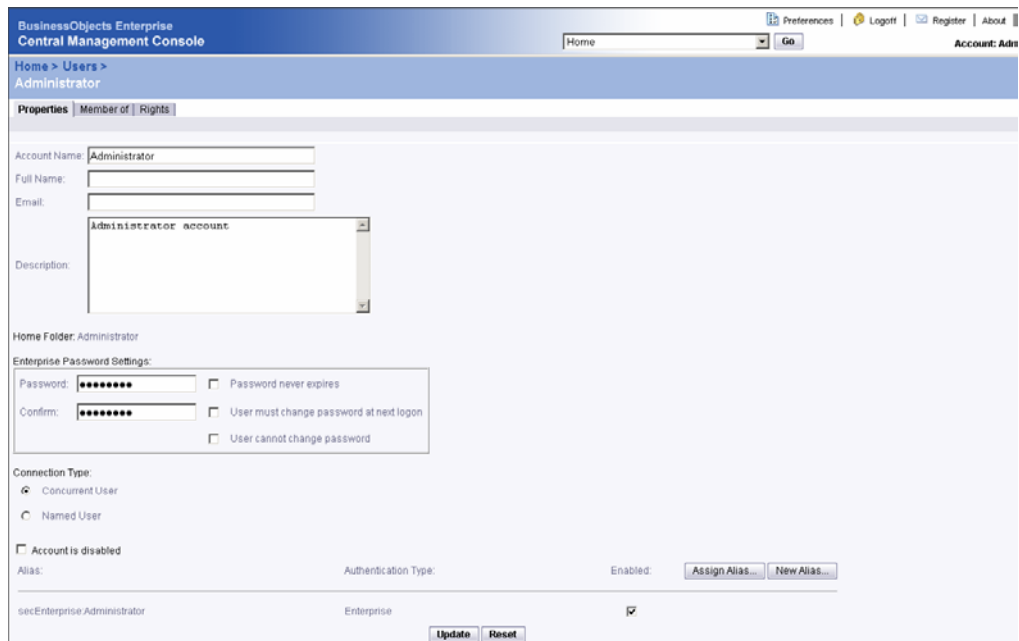 BusinessObjects Enterprise
Central Management Console
Preferences | Logoff | Register | About
Home Go
Account: Adm
Home > Users >
Administrator
Properties Member of Rights
Account Name: Administrator
Full Name:
Email:
Administrator account
Description:
Home Folder: Administrator
Enterprise Password Settings:
Password: •••••••• Password never expires
Confirm: •••••••• User must change password at next logon
User cannot change password
Connection Type:
Concurrent User
Named User
Account is disabled
Alias: Authentication Type: Enabled: Assign Alias... New Alias...
secEnterprise:Administrator Enterprise
Update Reset